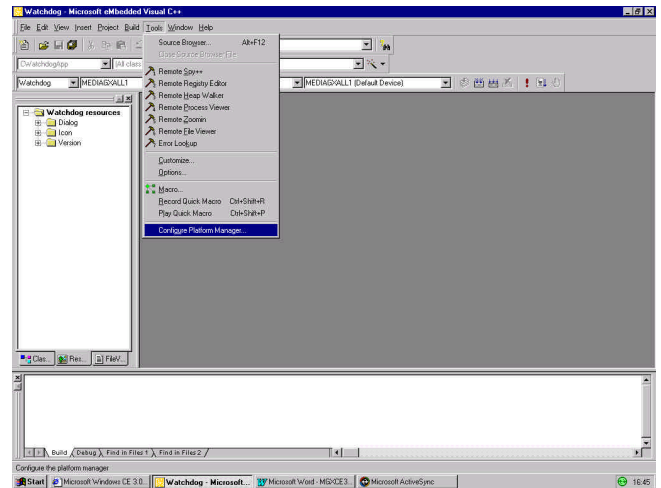 Watchdog - Microsoft eMbedded Visual C++
File Edit View Insert Project Build Tools Window Help
CWatchdogApp [All class
Watchdog MEDIAGXALL1 MEDIAGXALL1 (Default Device)
Source Browser... Alt+F12
Close Source Browser File
Remote Spy++
Remote Registry Editor
Remote Heap Walker
Remote Process Viewer
Remote Zoomin
Remote File Viewer
Error Lookup
Customize...
Options...
Macro...
Record Quick Macro Ctrl+Shift+R
Play Quick Macro Ctrl+Shift+P
Configure Platform Manager...
Watchdog resources
Dialog
Icon
Version
Clas... Res... FileV...
Build Debug Find in Files 1 Find in Files 2
Configure the platform manager
Start Microsoft Windows CE 3.0... Watchdog - Microsoft... Microsoft Word - MGXCE3... Microsoft ActiveSync 16:45